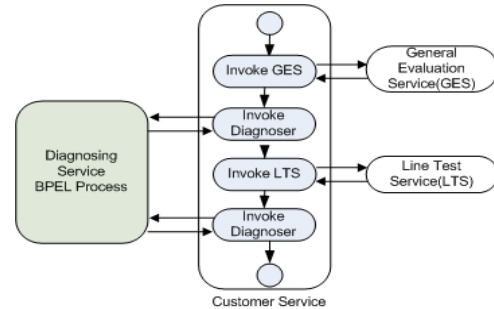 General
Evaluation
Service(GES)
Invoke GES
Invoke
Diagnoser
Diagnosing
Service
BPEL Process
Invoke LTS
Line Test
Service(LTS)
Invoke
Diagnoser
Customer Service